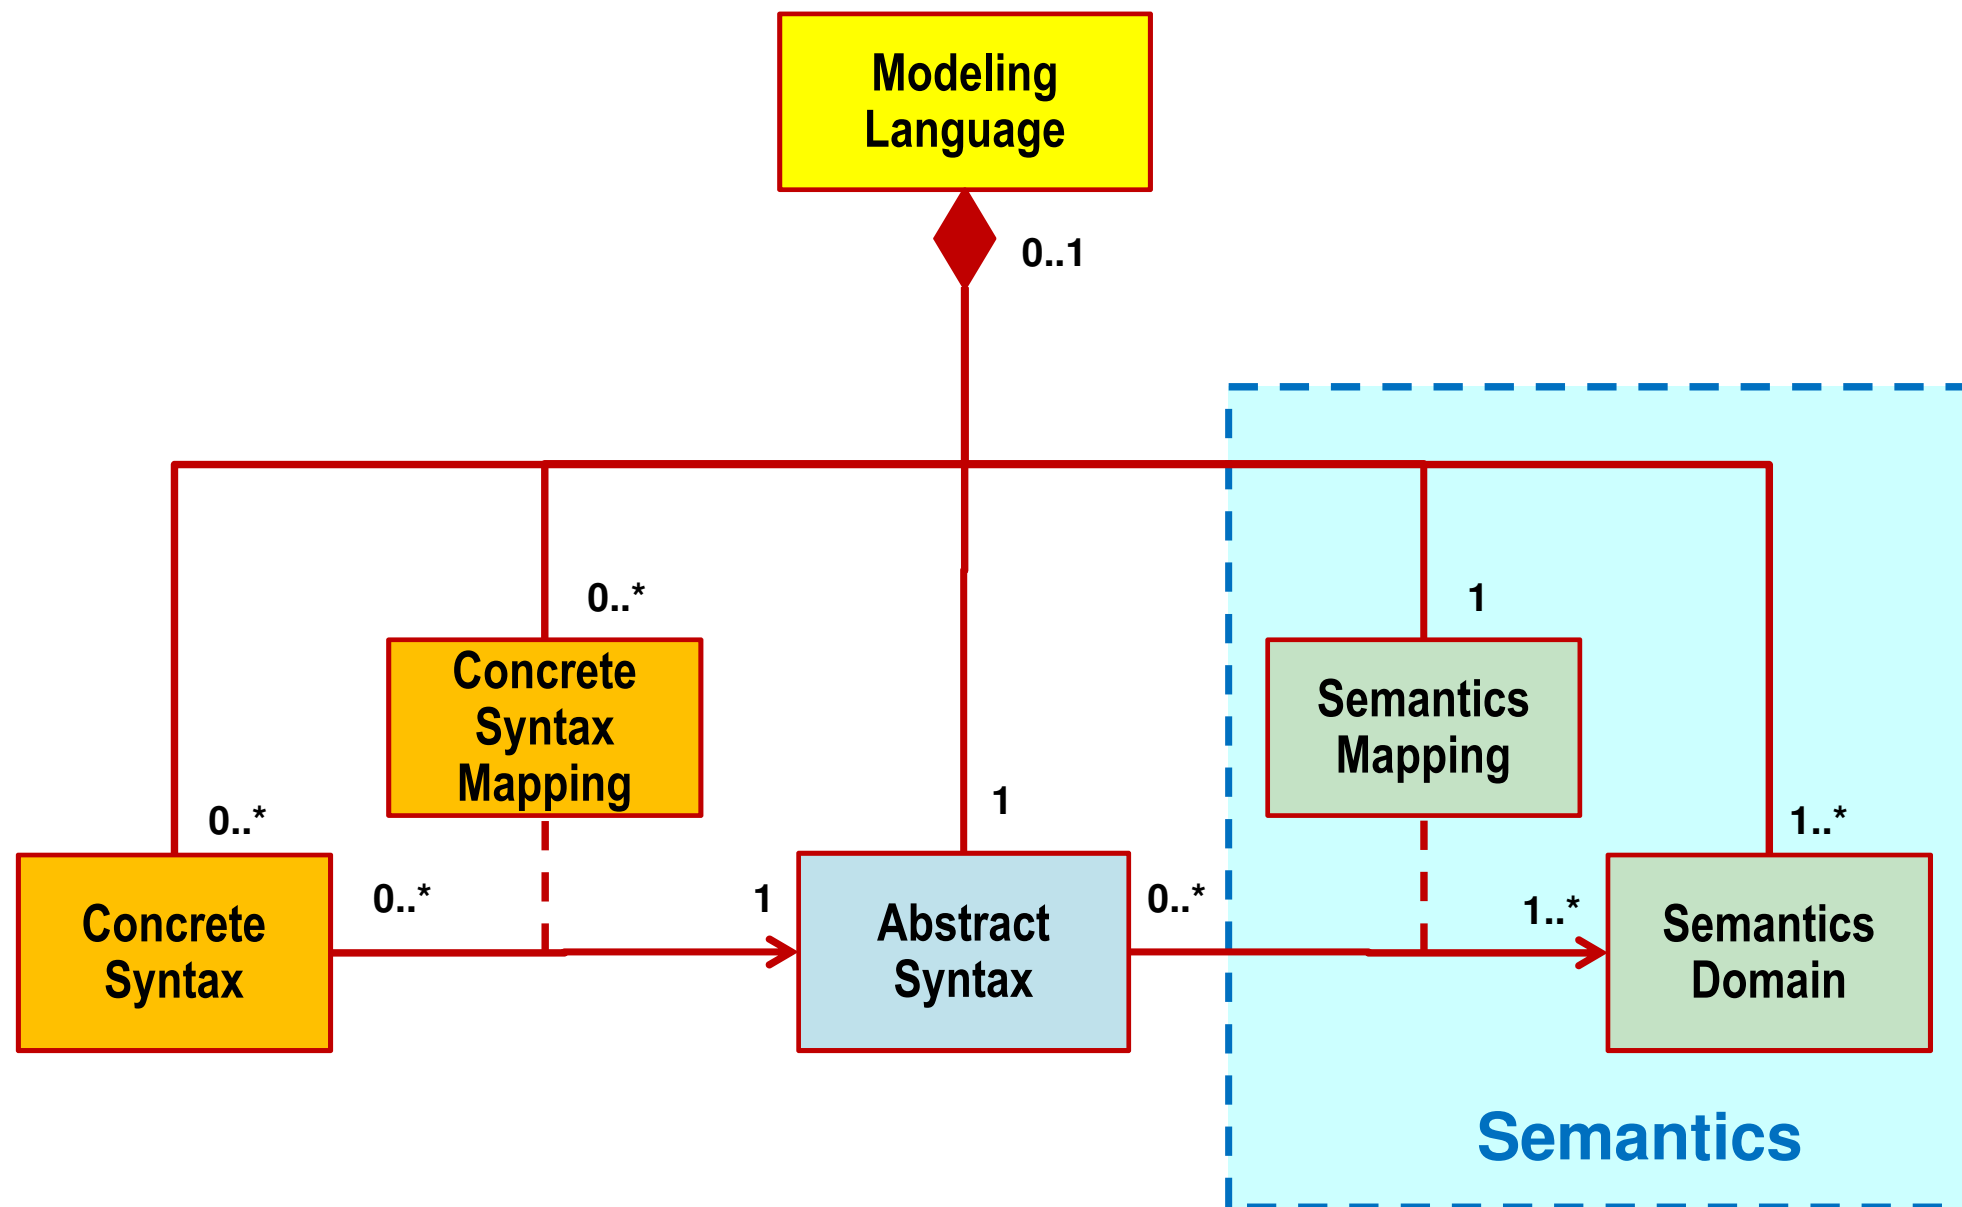 Modeling
Language
0..1
0..*
1
Concrete
Syntax
Mapping
Semantics
Mapping
0..*
1
1..*
Concrete
Syntax
0..*
1
Abstract
Syntax
0..*
1..*
Semantics
Domain
Semantics